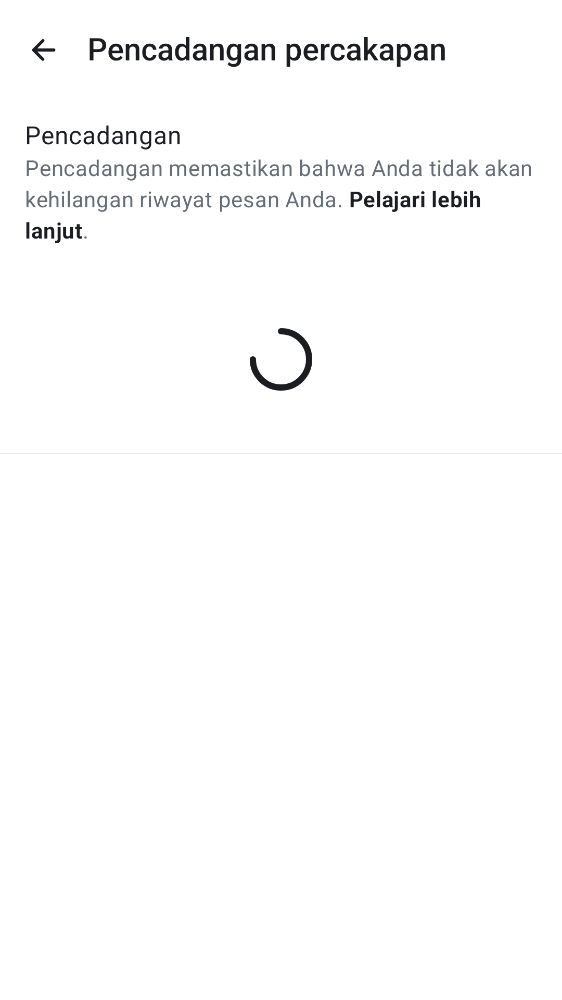 Pencadangan percakapan
Pencadangan
Pencadangan memastikan bahwa Anda tidak akan
kehilangan riwayat pesan Anda. Pelajari lebih
lanjut.